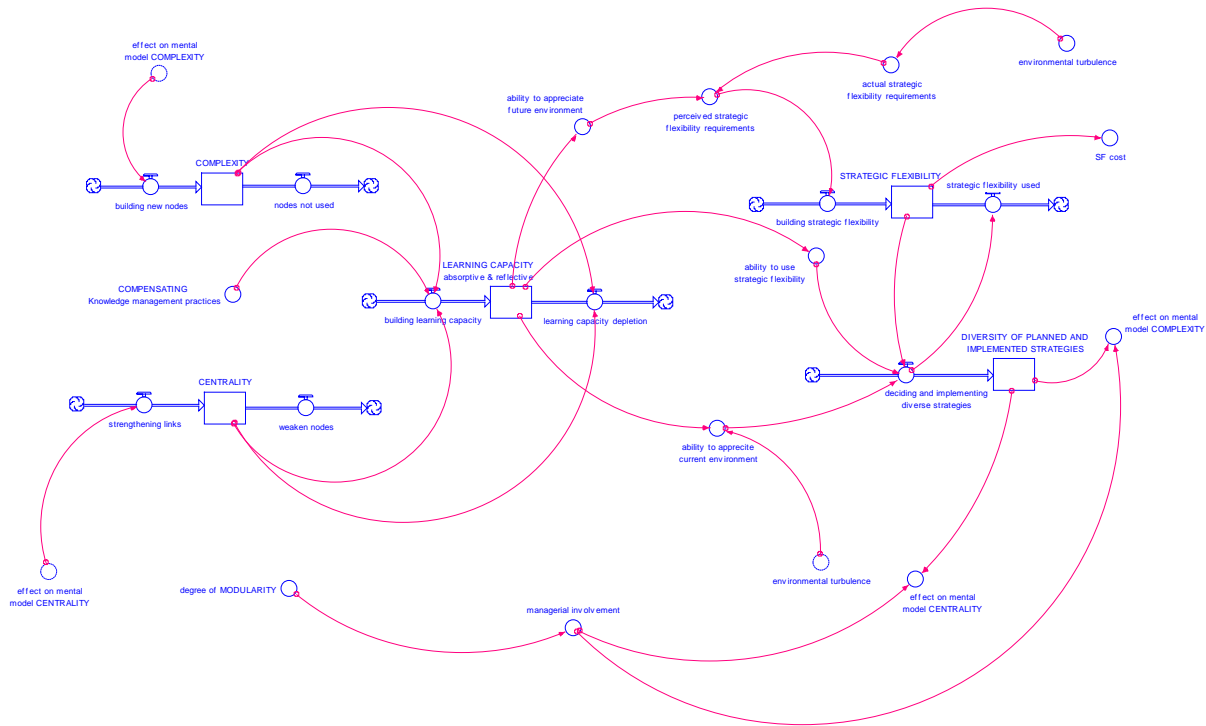 effect on mental
model COMPLEXITY
environmental turbulence
actual strategic
flexibility requirements
ability to appreciate
future environment
perceived strategic
flexibility requirements
SF cost
COMPLEXITY
building new nodes
nodes not used
STRATEGIC FLEXIBILITY
strategic flexibility used
building strategic flexibility
LEARNING CAPACITY
absorptive & reflective
ability to use
strategic flexibility
COMPENSATING
Knowledge management practices
building learning capacity
learning capacity depletion
effect on mental
model COMPLEXITY
DIVERSITY OF PLANNED AND
IMPLEMENTED STRATEGIES
CENTRALITY
deciding and implementing
diverse strategies
strengthening links
weaken nodes
ability to apprecite
current environment
effect on mental
model CENTRALITY
degree of MODULARITY
environmental turbulence
effect on mental
model CENTRALITY
managerial involvement